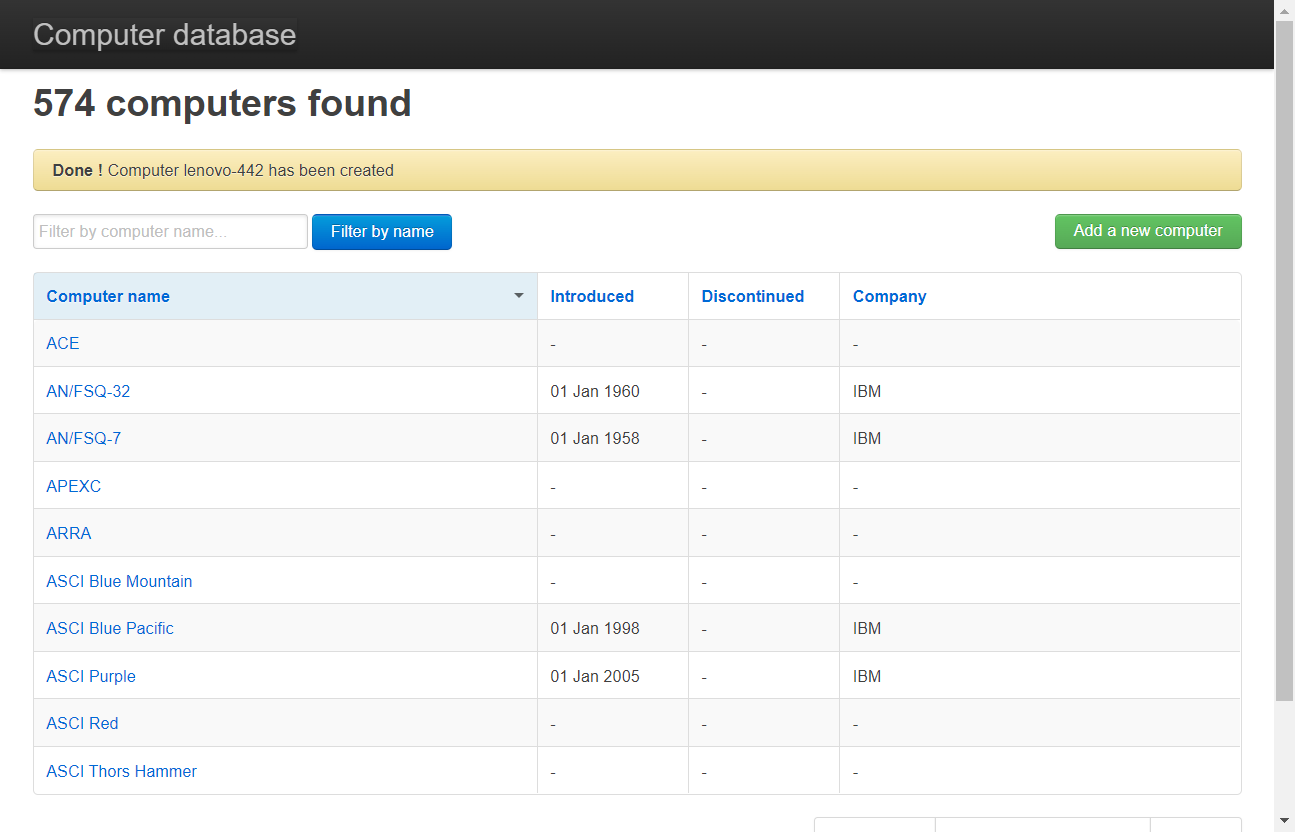 Computer database
574 computers found
Done ! Computer lenovo-442 has been created
Filter by computer name... Filter by name Add a new computer
Computer name Introduced Discontinued Company
ACE - - -
AN/FSQ-32 01 Jan 1960 - IBM
AN/FSQ-7 01 Jan 1958 - IBM
APEXC - - -
ARRA - - -
ASCI Blue Mountain - - -
ASCI Blue Pacific 01 Jan 1998 - IBM
ASCI Purple 01 Jan 2005 - IBM
ASCI Red - - -
ASCI Thors Hammer - - -